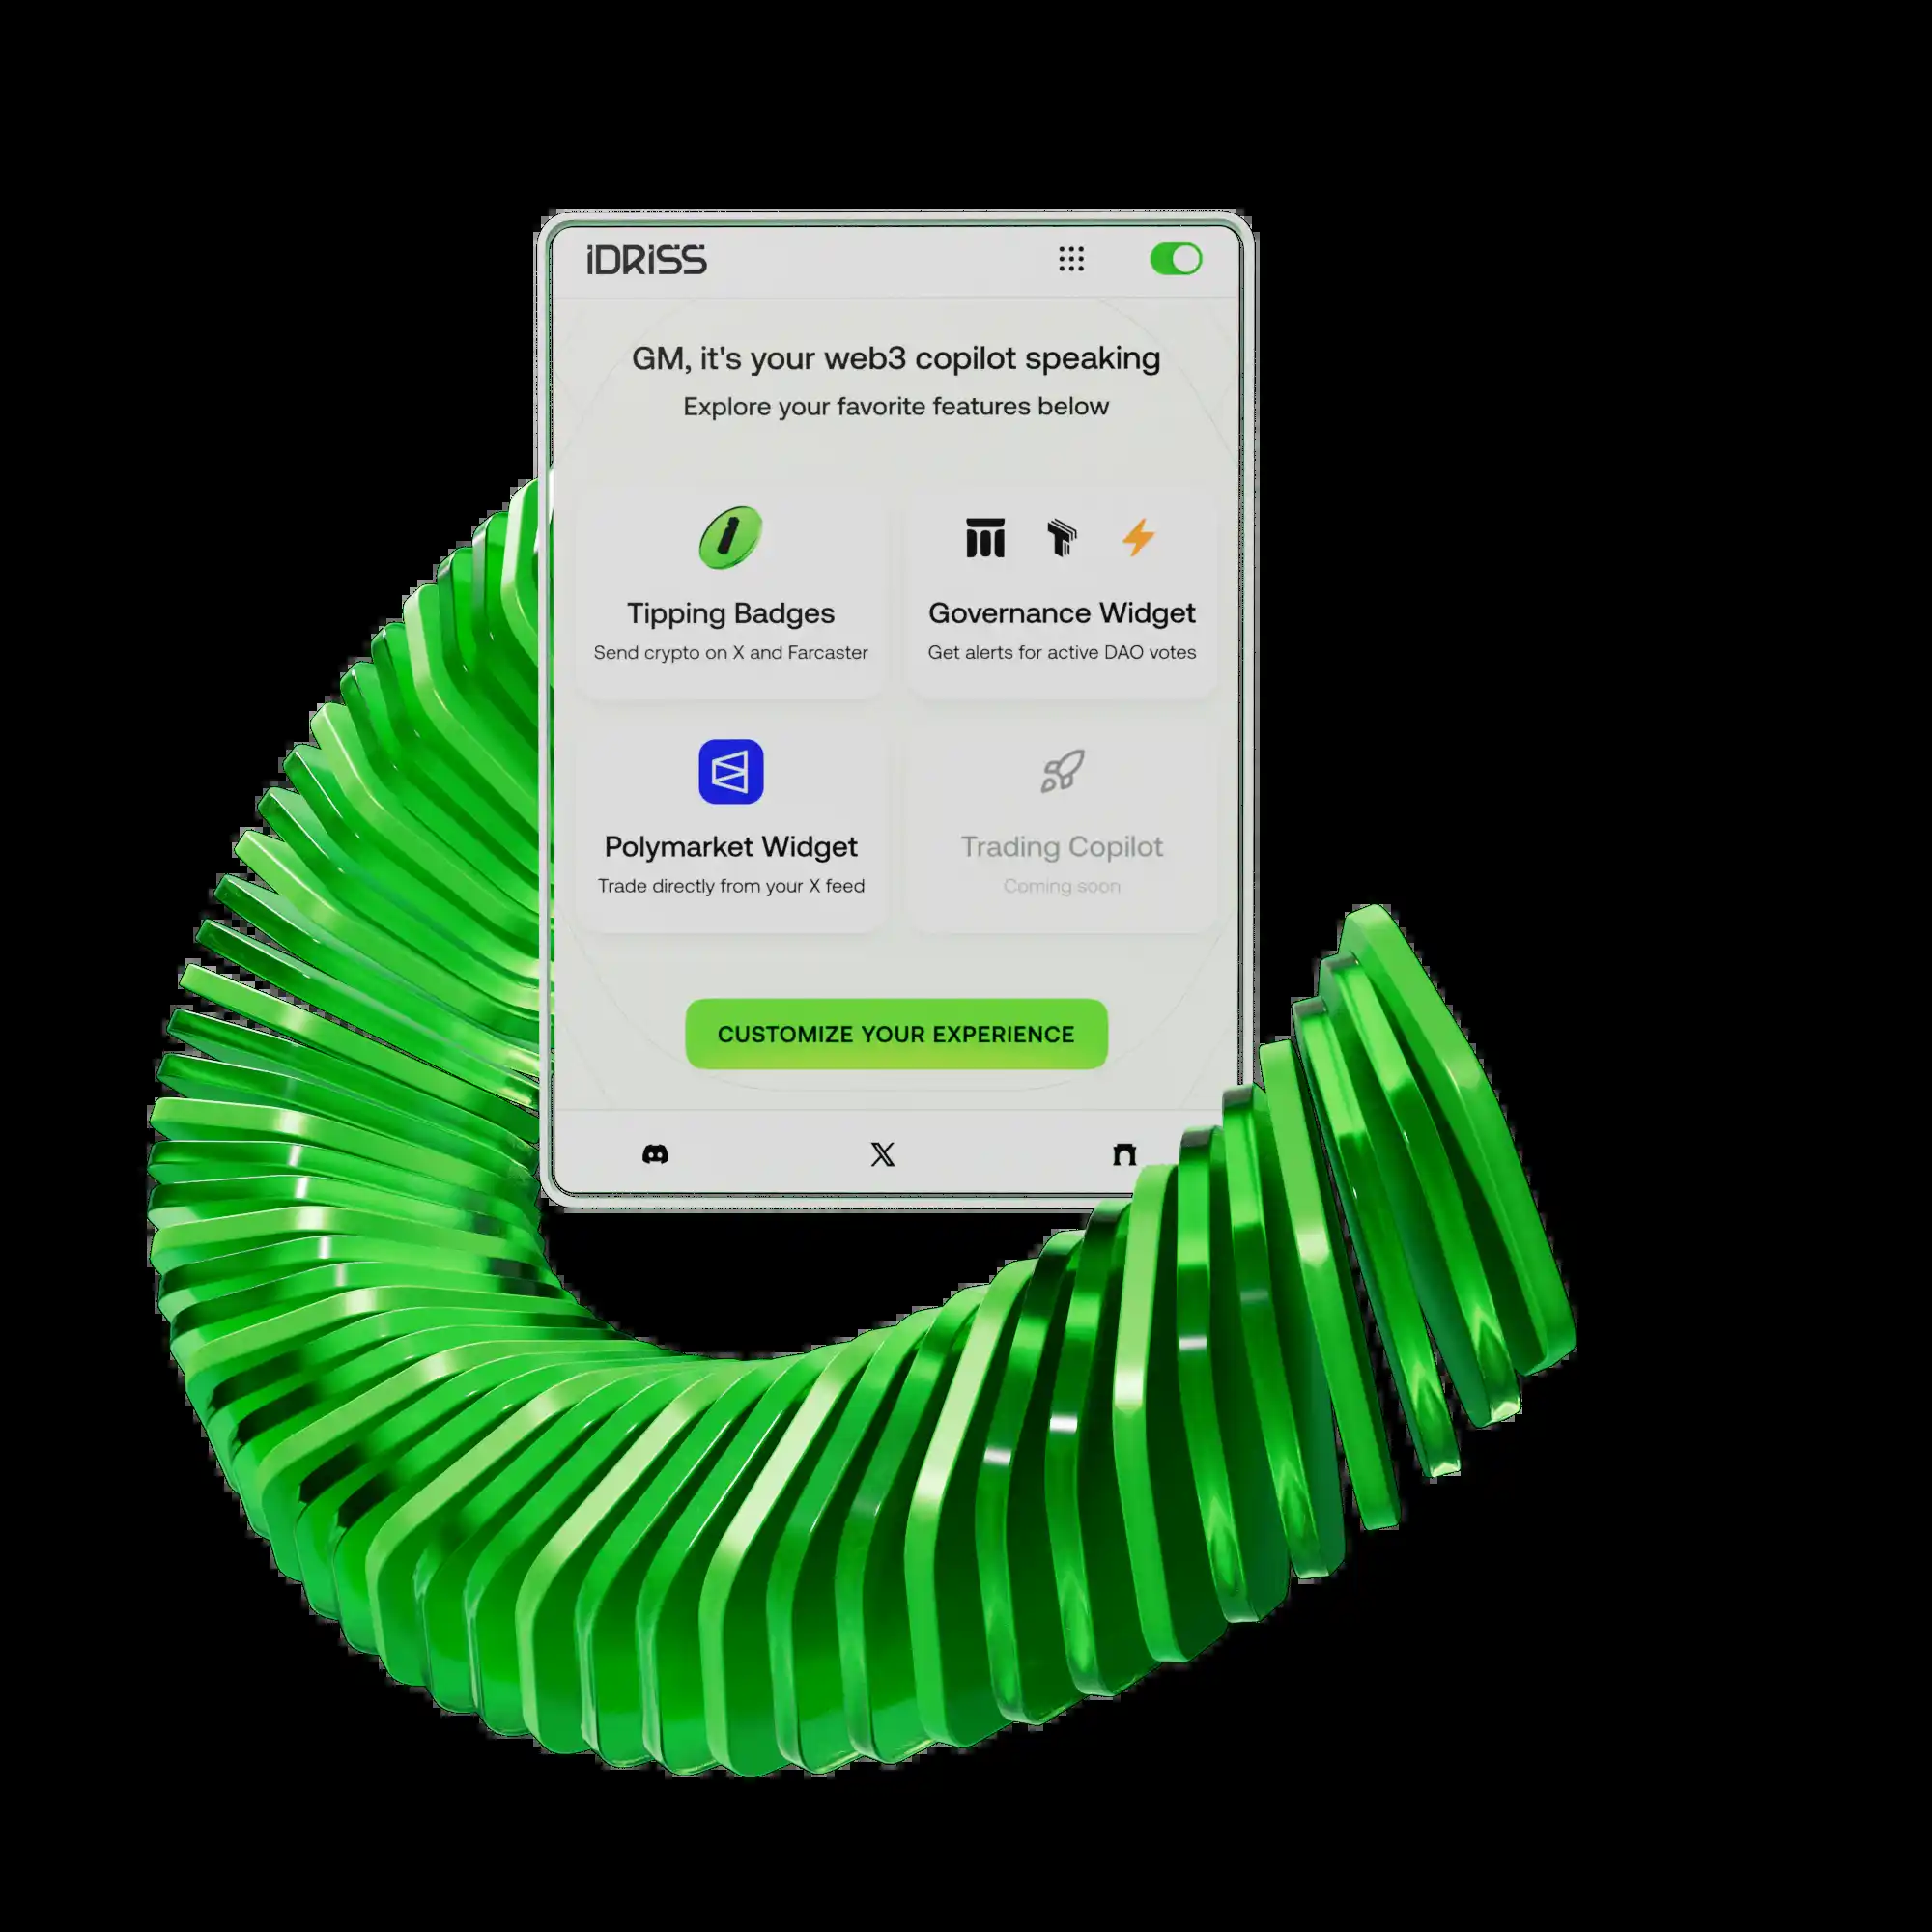 iDRiSS
GM, it's your web3 copilot speaking
Explore your favorite features below
Tipping Badges
Send crypto on X and Farcaster
Governance Widget
Get alerts for active DAO votes
Polymarket Widget
Trade directly from your X feed
Trading Copilot
Coming soon
CUSTOMIZE YOUR EXPERIENCE